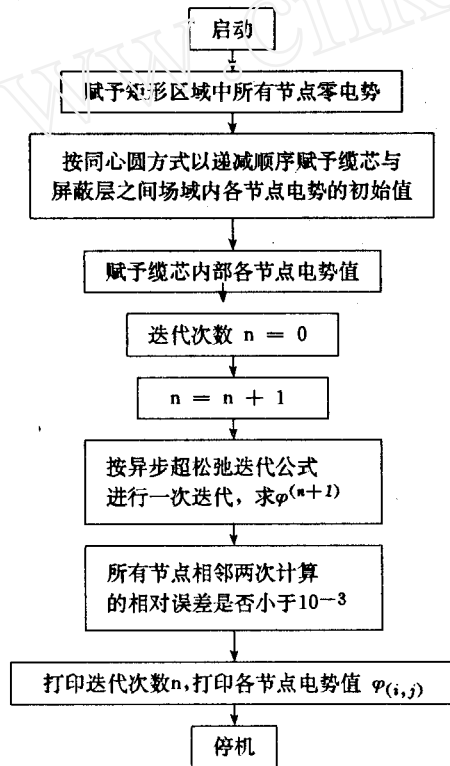 启动
赋予矩形区域中所有节点零电势
按同心圆方式以递减顺序赋予缆芯与
屏蔽层之间场域内各节点电势的初始值
赋予缆芯内部各节点电势值
迭代次数 n = 0
n = n + 1
按异步超松弛迭代公式
进行一次迭代，求φ(n+1)
所有节点相邻两次计算
的相对误差是否小于10-3
打印迭代次数n,打印各节点电势值 φ(i,j)
停机